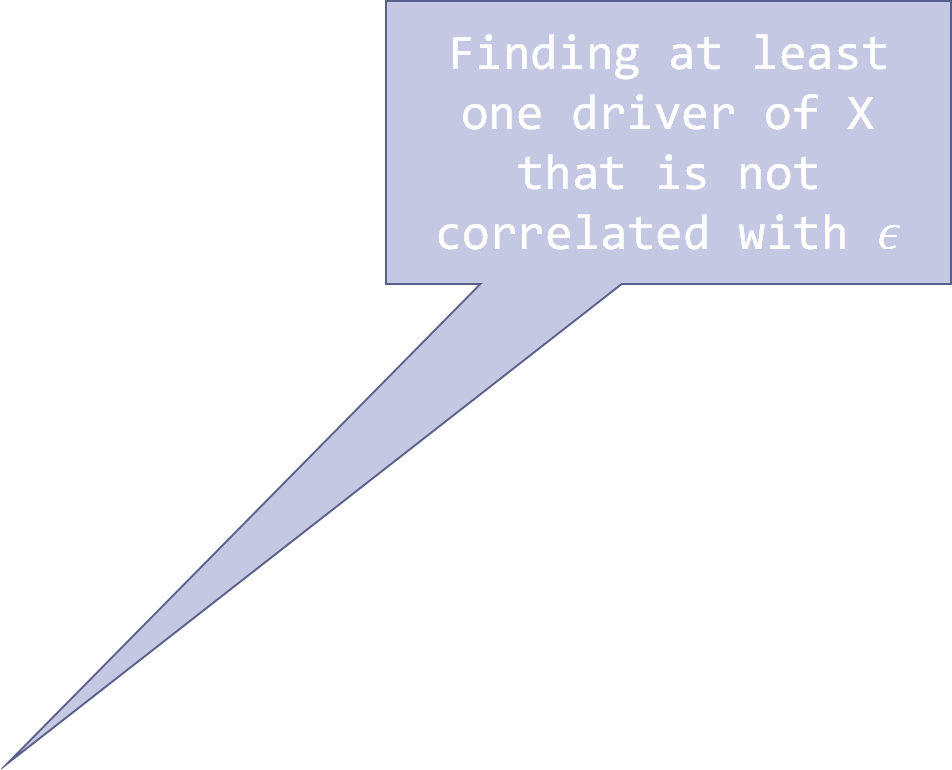 Finding at least
one driver of X
that is not
correlated with ϵ